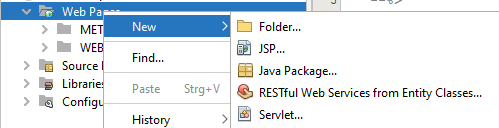 Web Pages
MET
WEB
Source
Libraries
Configu
New
Find...
Paste Strg+V
History
Folder...
JSP...
Java Package...
RESTful Web Services from Entity Classes...
Servlet...